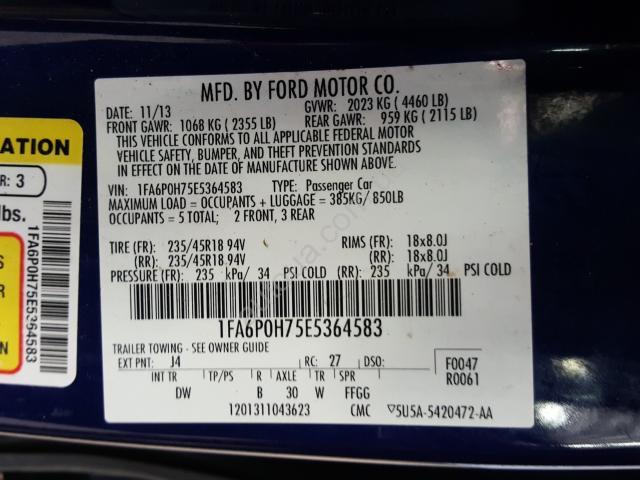 MFD. BY FORD MOTOR CO.
DATE: 11/13 GVWR: 2023 KG ( 4460 LB)
FRONT GAWR: 1068 KG ( 2355 LB) REAR GAWR: 959 KG ( 2115 LB)
THIS VEHICLE CONFORMS TO ALL APPLICABLE FEDERAL MOTOR
VEHICLE SAFETY, BUMPER, AND THEFT PREVENTION STANDARDS
IN EFFECT ON THE DATE OF MANUFACTURE SHOWN ABOVE.
VIN: 1FA6P0H75E5364583 TYPE: Passenger Car
MAXIMUM LOAD = OCCUPANTS + LUGGAGE = 385KG/ 850LB
OCCUPANTS = 5 TOTAL; 2 FRONT, 3 REAR
TIRE (FR): 235/45R18 94V RIMS (FR): 18x8.0J
(RR): 235/45R18 94V (RR): 18x8.0J
PRESSURE (FR): 235 kPa/ 34 PSI COLD (RR): 235 kPa/ 34 PSI COLD
1FA6P0H75E5364583
TRAILER TOWING - SEE OWNER GUIDE
EXT PNT: J4 RC: 27 DSO: F0047
INT TR TP/PS R AXLE TR SPR R0061
DW B 30 W FFGG
1201311043623 CMC ▽5U5A-5420472-AA
ATION
R: 3
lbs.
1FA6P0H75E5364583
S
R
ON